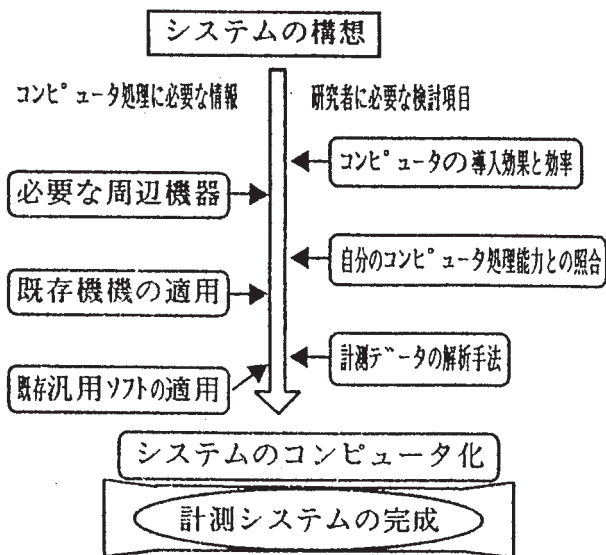 システムの構想
コンピュータ処理に必要な情報
研究者に必要な検討項目
コンピュータの導入効果と効率
必要な周辺機器
自分のコンピュータ処理能力との照合
既存機機の適用
計測データの解析手法
既存汎用ソフトの適用
システムのコンピュータ化
計測システムの完成